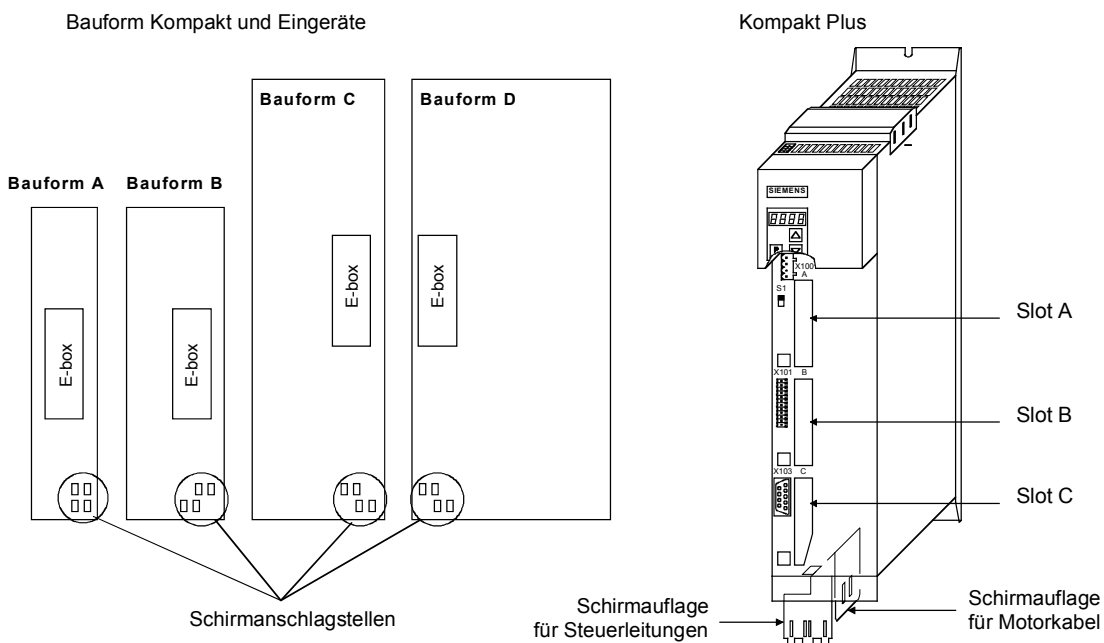 Bauform Kompakt und Eingeräte
Kompakt Plus
Bauform C
Bauform D
Bauform A
Bauform B
E-box
E-box
E-box
E-box
Schirmanschlagstellen
SIEMENS
P
X100
A
S1
X101
B
X103
C
Slot A
Slot B
Slot C
Schirmauflage
für Steuerleitungen
Schirmauflage
für Motorkabel